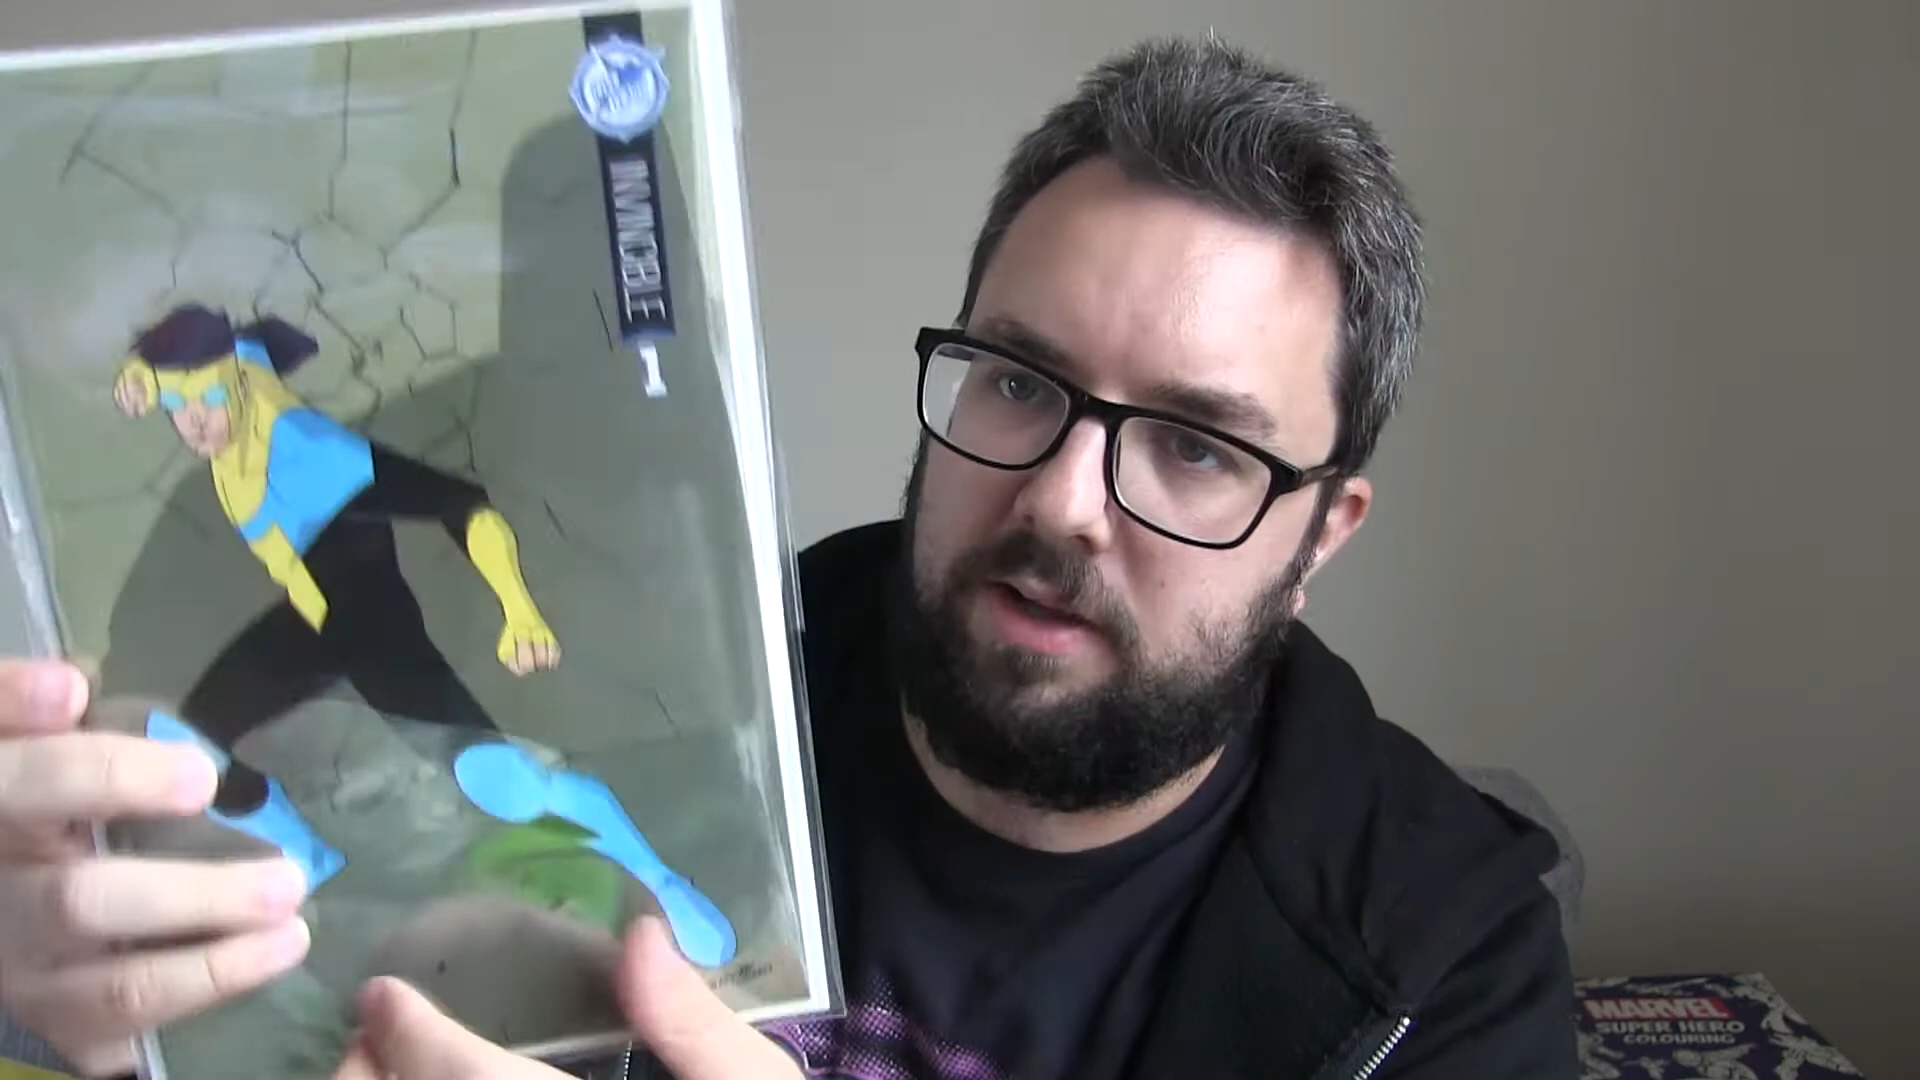 INVINCIBLE
1
MARVEL
SUPER HERO
COLOURING